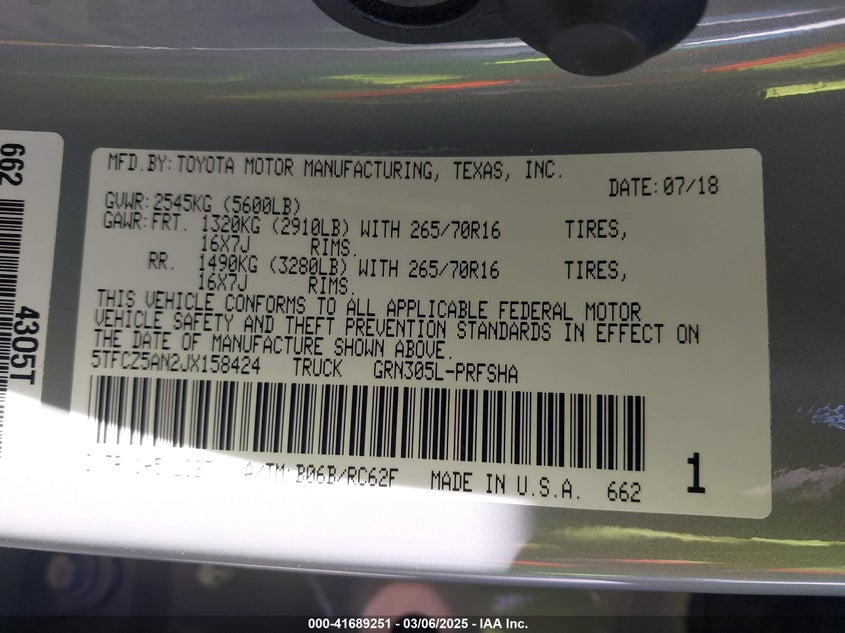 662 4305T
MFD.BY:TOYOTA MOTOR MANUFACTURING, TEXAS, INC.
DATE:07/18
GVWR:2545KG (5600LB)
GAWR:FRT. 1320KG (2910LB) WITH 265/70R16 TIRES,
16X7J RIMS.
RR. 1490KG (3280LB) WITH 265/70R16 TIRES,
16X7J RIMS.
THIS VEHICLE CONFORMS TO ALL APPLICABLE FEDERAL MOTOR
VEHICLE SAFETY AND THEFT PREVENTION STANDARDS IN EFFECT ON
THE DATE OF MANUFACTURE SHOWN ABOVE.
5TFCZ5AN2JX158424 TRUCK GRN305L-PRFSHA
A/TM:B06B/RC62F MADE IN U.S.A. 662 1
000-41689251 - 03/06/2025 - IAA Inc.